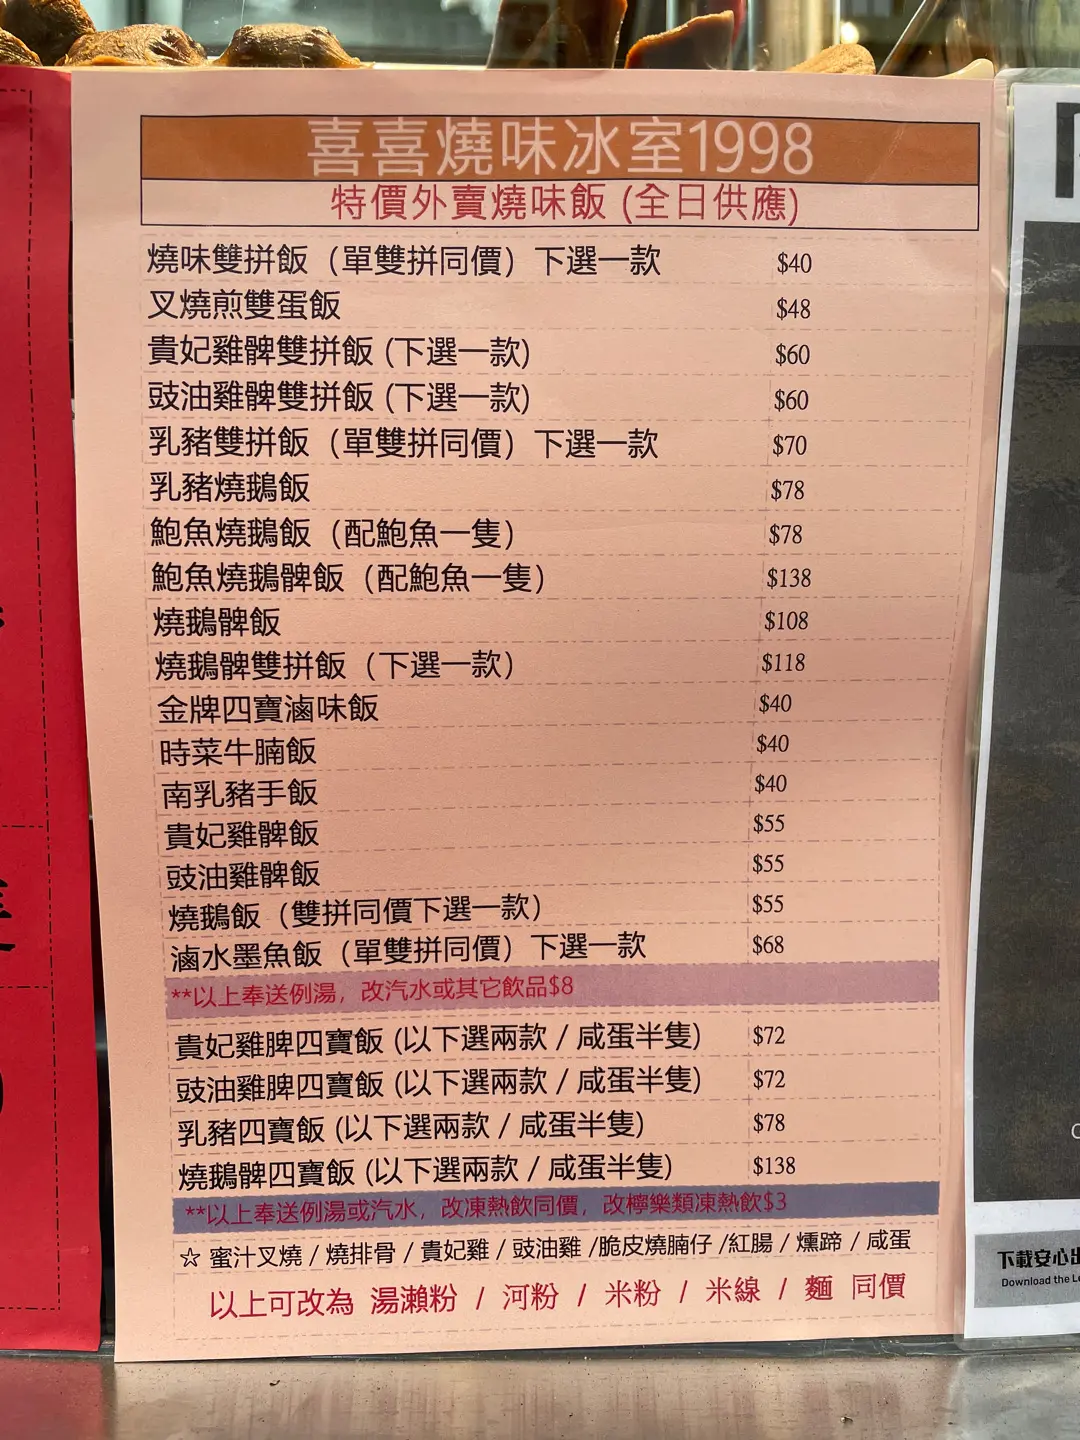 喜喜燒味冰室1998
特價外賣燒味飯 (全日供應)
燒味雙拼飯（單雙拼同價）下選一款 $40
叉燒煎雙蛋飯 $48
貴妃雞髀雙拼飯 (下選一款) $60
豉油雞髀雙拼飯 (下選一款) $60
乳豬雙拼飯（單雙拼同價）下選一款 $70
乳豬燒鵝飯 $78
鮑魚燒鵝飯（配鮑魚一隻） $78
鮑魚燒鵝髀飯（配鮑魚一隻） $138
燒鵝髀飯 $108
燒鵝髀雙拼飯（下選一款） $118
金牌四寶滷味飯 $40
時菜牛腩飯 $40
南乳豬手飯 $40
貴妃雞髀飯 $55
豉油雞髀飯 $55
燒鵝飯（雙拼同價下選一款） $55
滷水墨魚飯（單雙拼同價）下選一款 $68
**以上奉送例湯，改汽水或其它飲品$8
貴妃雞脾四寶飯 (以下選兩款 / 咸蛋半隻) $72
豉油雞脾四寶飯 (以下選兩款 / 咸蛋半隻) $72
乳豬四寶飯 (以下選兩款 / 咸蛋半隻) $78
燒鵝髀四寶飯 (以下選兩款 / 咸蛋半隻) $138
**以上奉送例湯或汽水，改凍熱飲同價，改檸樂類凍熱飲$3
☆ 蜜汁叉燒 / 燒排骨 / 貴妃雞 / 豉油雞 /脆皮燒腩仔 /紅腸 / 燻蹄 / 咸蛋
以上可改為 湯瀨粉 / 河粉 / 米粉 / 米線 / 麵 同價
下載安心出
Download the Le